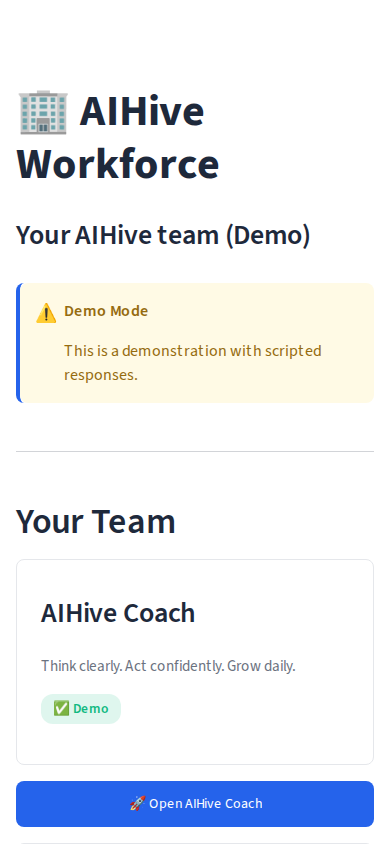 🏢 AIHive
Workforce
Your AIHive team (Demo)
⚠️ Demo Mode
This is a demonstration with scripted
responses.
Your Team
AIHive Coach
Think clearly. Act confidently. Grow daily.
✅ Demo
🚀 Open AIHive Coach